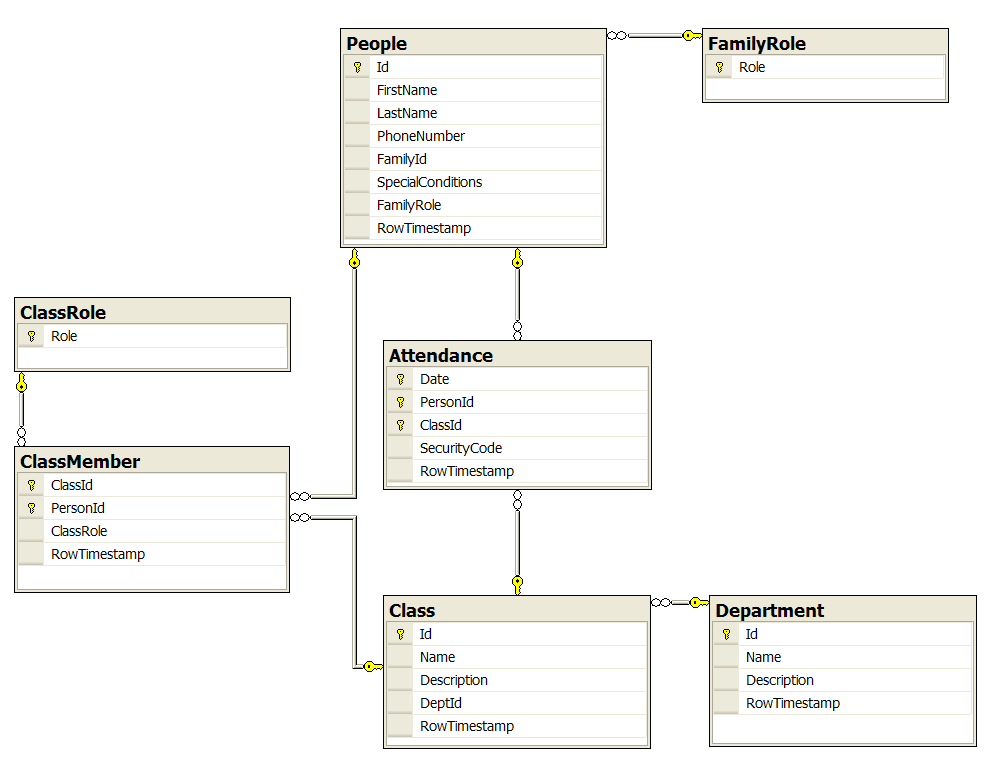 People
Id
FirstName
LastName
PhoneNumber
FamilyId
SpecialConditions
FamilyRole
RowTimestamp
FamilyRole
Role
ClassRole
Role
Attendance
Date
PersonId
ClassId
SecurityCode
RowTimestamp
ClassMember
ClassId
PersonId
ClassRole
RowTimestamp
Class
Id
Name
Description
DeptId
RowTimestamp
Department
Id
Name
Description
RowTimestamp